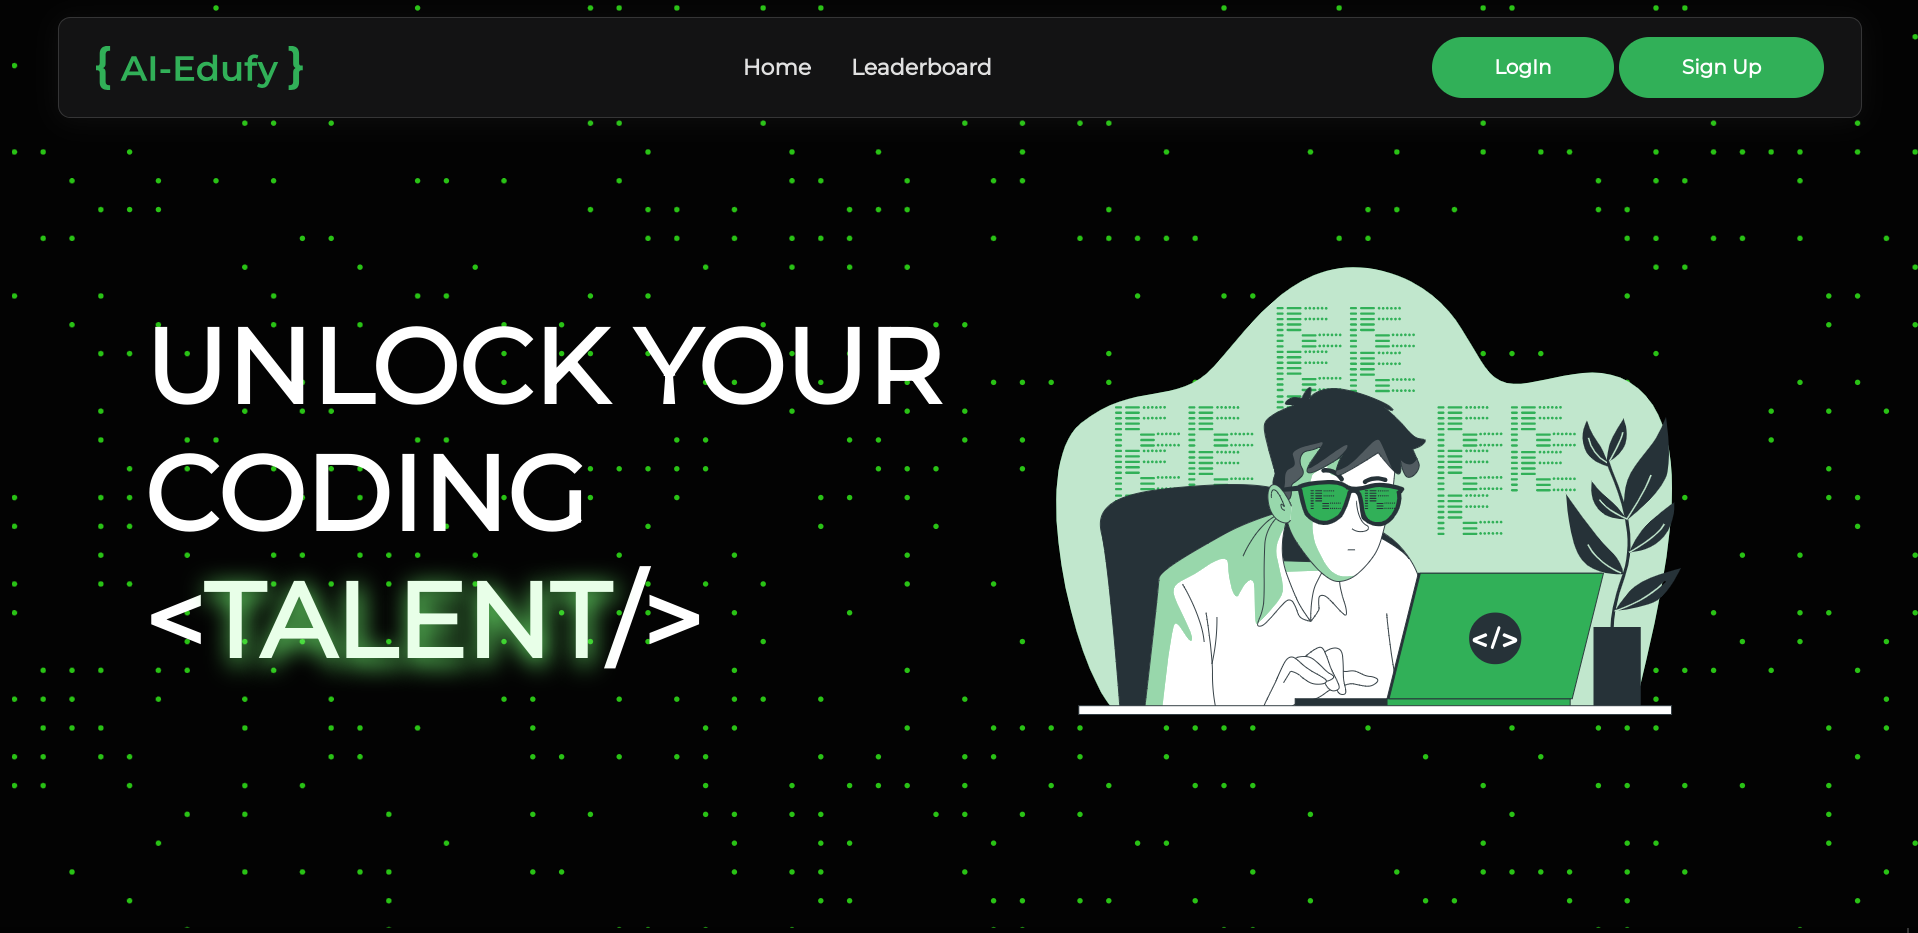 { AI-Edufy }
Home
Leaderboard
LogIn
Sign Up
UNLOCK YOUR
CODING
<TALENT/>
</>